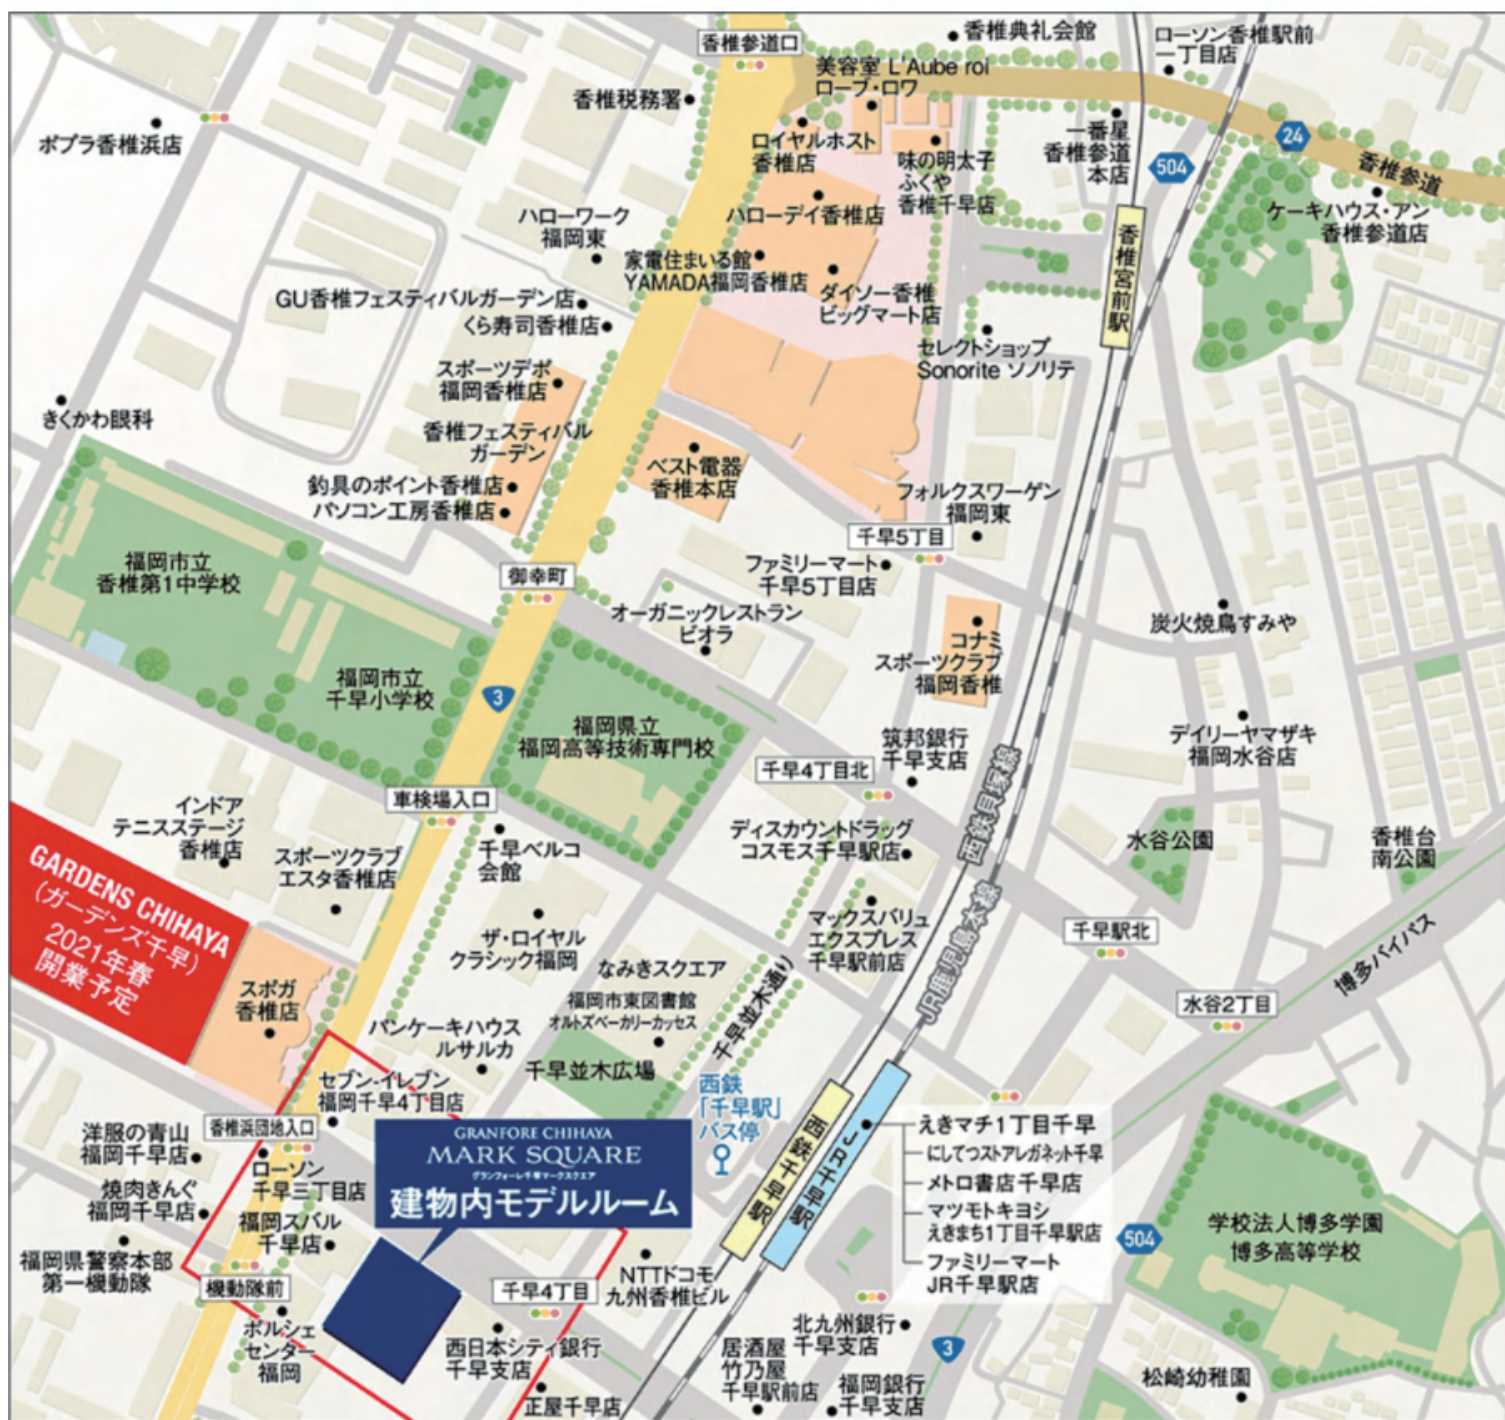 香椎参道口
香椎典礼会館
ローソン香椎駅前
一丁目店
美容室 L'Aube roi
ローブ・ロワ
香椎税務署
ポプラ香椎浜店
ロイヤルホスト
香椎店
味の明太子
ふくや
香椎千早店
一番星
香椎参道
本店
504
24
香椎参道
ケーキハウス・アン
香椎参道店
ハローデイ香椎店
ハローワーク
福岡東
家電住まいる館
YAMADA福岡香椎店
ダイソー香椎
ビッグマート店
香椎宮前駅
GU香椎フェスティバルガーデン店
くら寿司香椎店
セレクトショップ
Sonorite ソノリテ
スポーツデポ
福岡香椎店
きくかわ眼科
香椎フェスティバル
ガーデン
釣具のポイント香椎店
パソコン工房香椎店
ベスト電器
香椎本店
フォルクスワーゲン
福岡東
千早5丁目
福岡市立
香椎第1中学校
御幸町
ファミリーマート
千早5丁目店
オーガニックレストラン
ビオラ
炭火焼鳥すみや
コナミ
スポーツクラブ
福岡香椎
福岡市立
千早小学校
3
福岡県立
福岡高等技術専門校
筑邦銀行
千早支店
デイリーヤマザキ
福岡水谷店
千早4丁目北
西鉄貝塚線
車検場入口
インドア
テニスステージ
香椎店
ディスカウントドラッグ
コスモス千早駅店
水谷公園
香椎台
南公園
GARDENS CHIHAYA
(ガーデンズ千早)
2021年春
開業予定
スポーツクラブ
エスタ香椎店
千早ベルコ
会館
マックスバリュ
エクスプレス
千早駅前店
JR鹿児島本線
千早駅北
ザ・ロイヤル
クラシック福岡
なみきスクエア
福岡市東図書館
オルトズベーカリーカッセス
千早並木通り
博多バイパス
水谷2丁目
スポガ
香椎店
パンケーキハウス
ルサルカ
千早並木広場
セブン-イレブン
福岡千早4丁目店
西鉄
「千早駅」
バス停
西鉄千早駅
JR千早駅
えきマチ1丁目千早
にしてつストアレガネット千早
メトロ書店千早店
マツモトキヨシ
えきまち1丁目千早駅店
ファミリーマート
JR千早駅店
香椎浜団地入口
洋服の青山
福岡千早店
ローソン
千早三丁目店
GRANFORE CHIHAYA
MARK SQUARE
グランフォーレ千早マークスクエア
建物内モデルルーム
焼肉きんぐ
福岡千早店
福岡スバル
千早店
504
学校法人博多学園
博多高等学校
福岡県警察本部
第一機動隊
機動隊前
千早4丁目
NTTドコモ
九州香椎ビル
ポルシェ
センター
福岡
西日本シティ銀行
千早支店
居酒屋
竹乃屋
千早駅前店
北九州銀行
千早支店
3
正屋千早店
福岡銀行
千早支店
松崎幼稚園